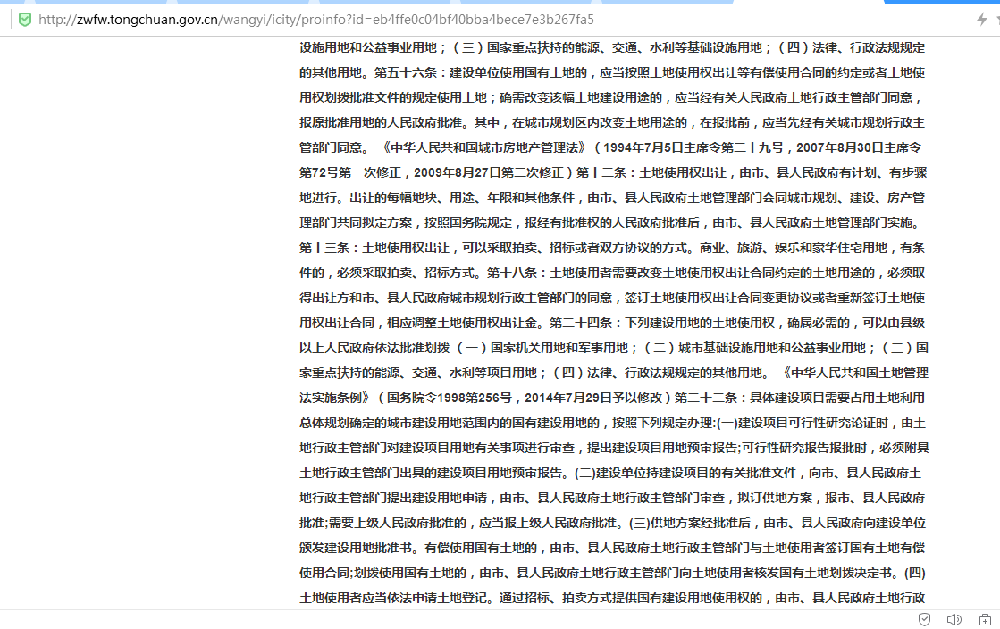 http://zwfw.tongchuan.gov.cn/wangyi/icity/proinfo?id=eb4ffe0c04bf40bba4bece7e3b267fa5
设施用地和公益事业用地；（三）国家重点扶持的能源、交通、水利等基础设施用地；（四）法律、行政法规规定
的其他用地。第五十六条：建设单位使用国有土地的，应当按照土地使用权出让等有偿使用合同的约定或者土地使
用权划拨批准文件的规定使用土地；确需改变该幅土地建设用途的，应当经有关人民政府土地行政主管部门同意，
报原批准用地的人民政府批准。其中，在城市规划区内改变土地用途的，在报批前，应当先经有关城市规划行政主
管部门同意。 《中华人民共和国城市房地产管理法》（1994年7月5日主席令第二十九号，2007年8月30日主席令
第72号第一次修正，2009年8月27日第二次修正）第十二条：土地使用权出让，由市、县人民政府有计划、有步骤
地进行。出让的每幅地块、用途、年限和其他条件，由市、县人民政府土地管理部门会同城市规划、建设、房产管
理部门共同拟定方案，按照国务院规定，报经有批准权的人民政府批准后，由市、县人民政府土地管理部门实施。
第十三条：土地使用权出让，可以采取拍卖、招标或者双方协议的方式。商业、旅游、娱乐和家华住宅用地，有条
件的，必须采取拍卖、招标方式。第十八条：土地使用者需要改变土地使用权出让合同约定的土地用途的，必须取
得出让方和市、县人民政府城市规划行政主管部门的同意，签订土地使用权出让合同变更协议或者重新签订土地使
用权出让合同，相应调整土地使用权出让金。第二十四条：下列建设用地的土地使用权，确属必需的，可以由县级
以上人民政府依法批准划拨 （一）国家机关用地和军事用地；（二）城市基础设施用地和公益事业用地；（三）国
家重点扶持的能源、交通、水利等项目用地；（四）法律、行政法规规定的其他用地。 《中华人民共和国土地管理
法实施条例》（国务院令1998第256号，2014年7月29日予以修改）第二十二条：具体建设项目需要占用土地利用
总体规划确定的城市建设用地范围内的国有建设用地的，按照下列规定办理:(一)建设项目可行性研究论证时，由土
地行政主管部门对建设项目用地有关事项进行审查，提出建设项目用地预审报告;可行性研究报告报批时，必须附具
土地行政主管部门出具的建设项目用地预审报告。(二)建设单位持建设项目的有关批准文件，向市、县人民政府土
地行政主管部门提出建设用地申请，由市、县人民政府土地行政主管部门审查，拟订供地方案，报市、县人民政府
批准;需要上级人民政府批准的，应当报上级人民政府批准。(三)供地方案经批准后，由市、县人民政府向建设单位
颁发建设用地批准书。有偿使用国有土地的，由市、县人民政府土地行政主管部门与土地使用者签订国有土地有偿
使用合同;划拨使用国有土地的，由市、县人民政府土地行政主管部门向土地使用者核发国有土地划拨决定书。(四)
土地使用者应当依法申请土地登记。通过招标、拍卖方式提供国有建设用地使用权的，由市、县人民政府土地行政